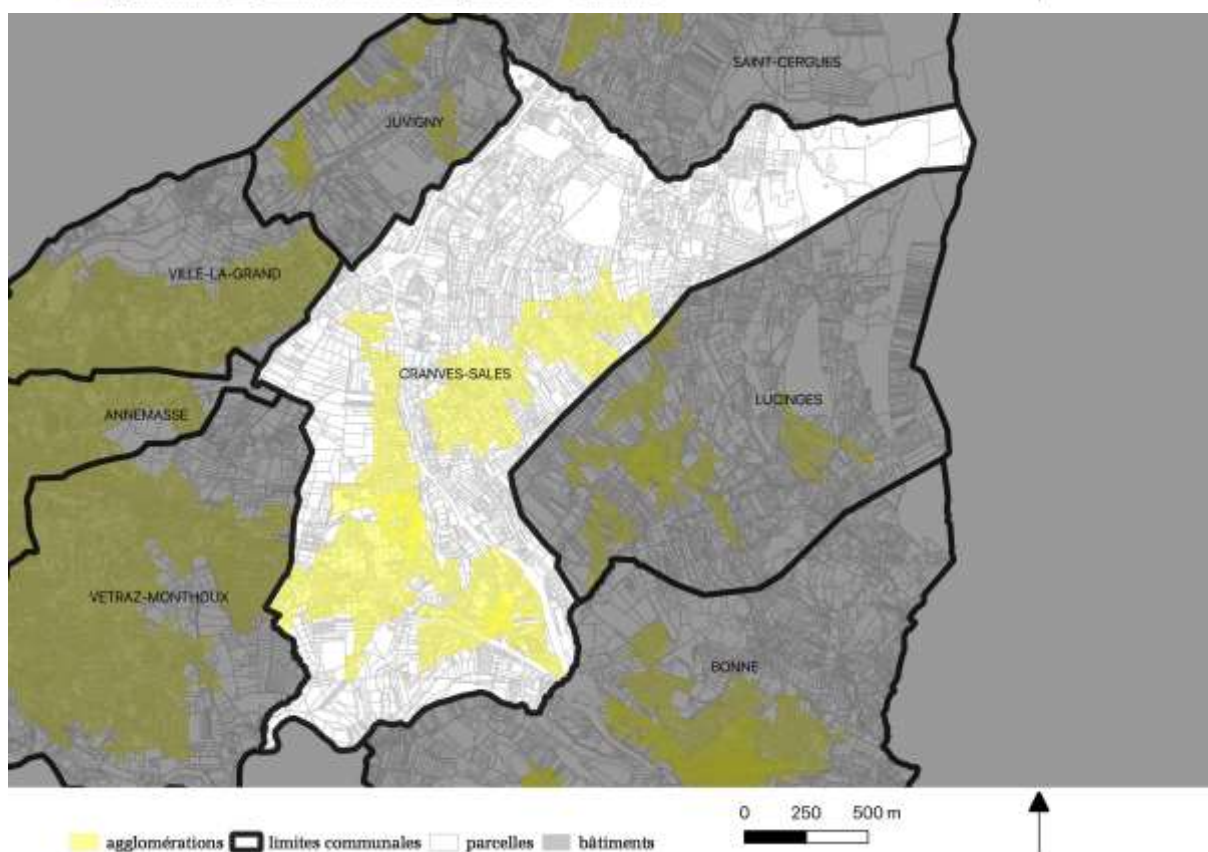 SAINT-CERGUES
JUVIGNY
VILLE-LA-GRAND
CRANVES-SALES
LUCINGES
ANNEMASSE
VETRAZ-MONTHOUX
BONNE
0 250 500 m
agglomérations limites communales parcelles bâtiments